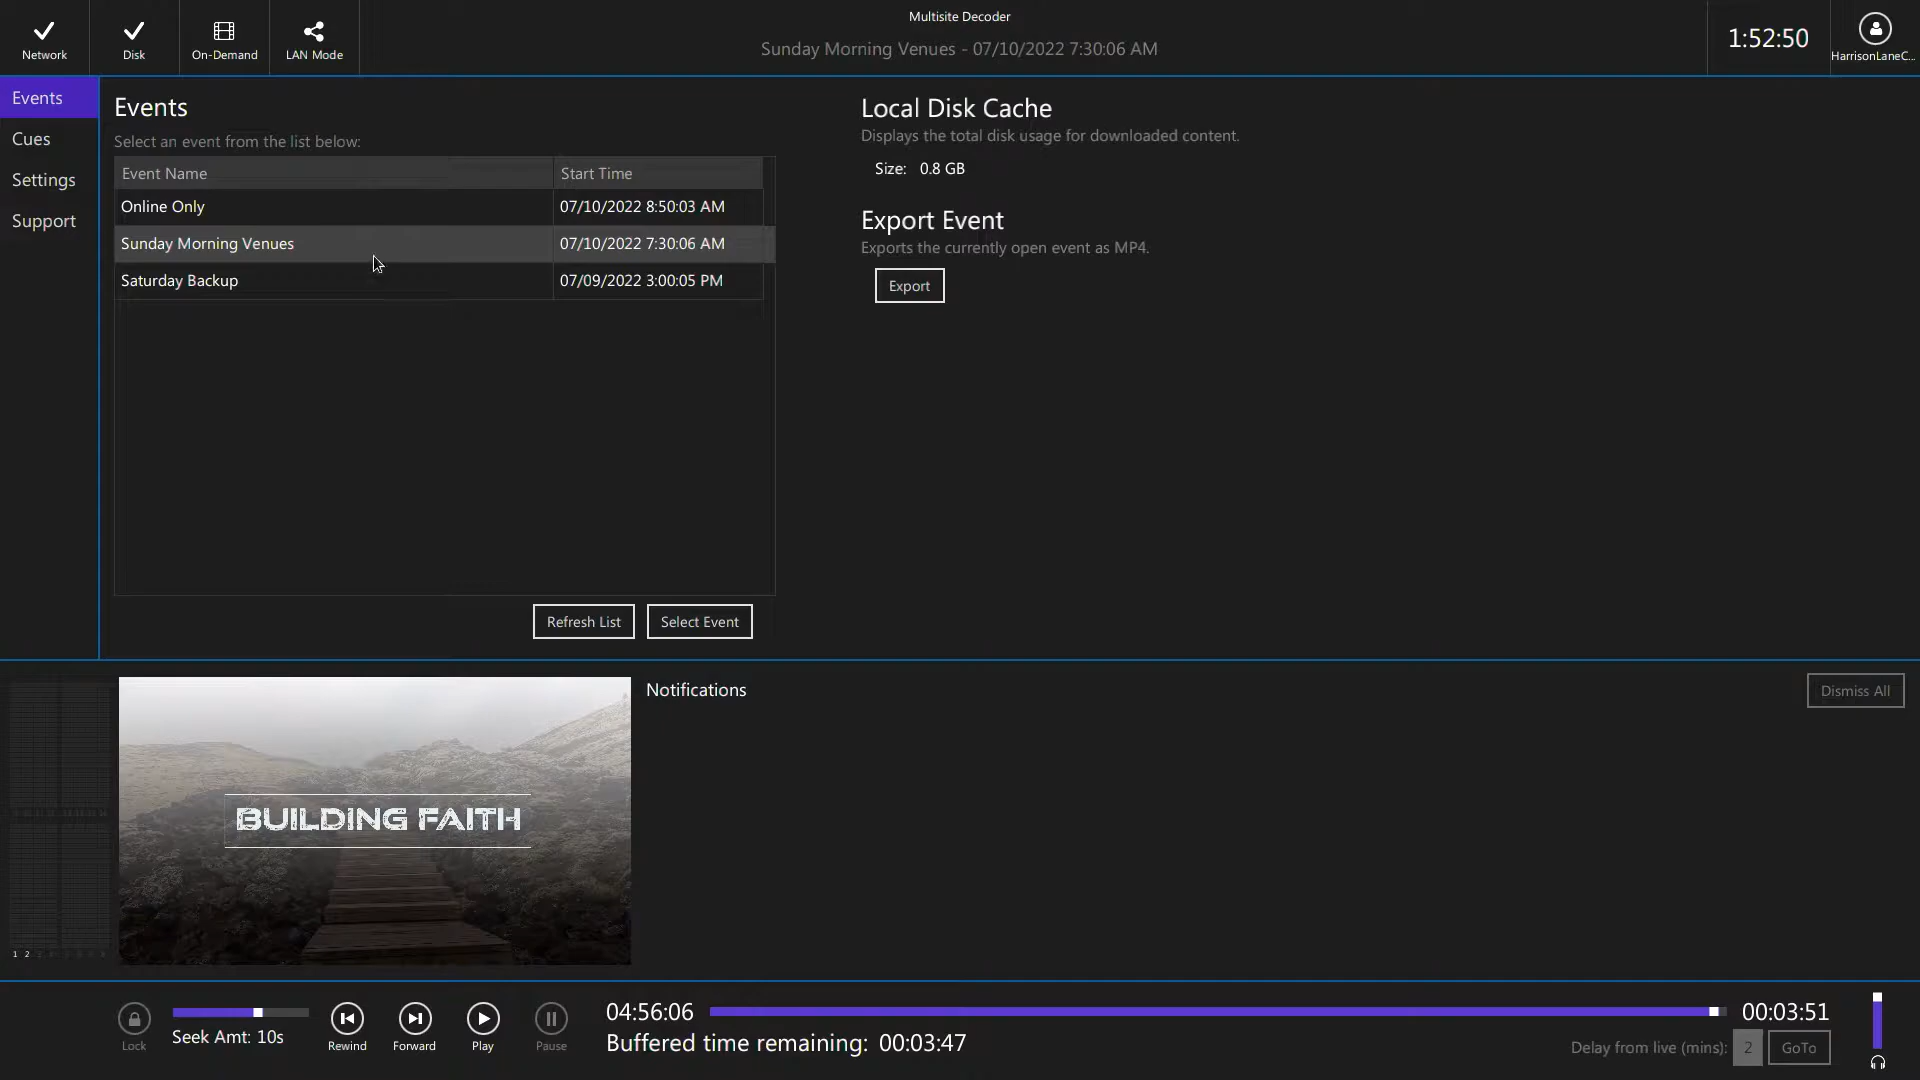 Multisite Decoder
Sunday Morning Venues - 07/10/2022 7:30:06 AM
Network
Disk
On-Demand
LAN Mode
1:52:50
HarrisonLaneC...
Events
Cues
Settings
Support
Events
Select an event from the list below:
Event Name Start Time
Online Only 07/10/2022 8:50:03 AM
Sunday Morning Venues 07/10/2022 7:30:06 AM
Saturday Backup 07/09/2022 3:00:05 PM
Refresh List Select Event
Local Disk Cache
Displays the total disk usage for downloaded content.
Size: 0.8 GB
Export Event
Exports the currently open event as MP4.
Export
1 2
BUILDING FAITH
Notifications
Dismiss All
Lock
Seek Amt: 10s
Rewind
Forward
Play
Pause
04:56:06
00:03:51
Buffered time remaining: 00:03:47
Delay from live (mins): 2 GoTo